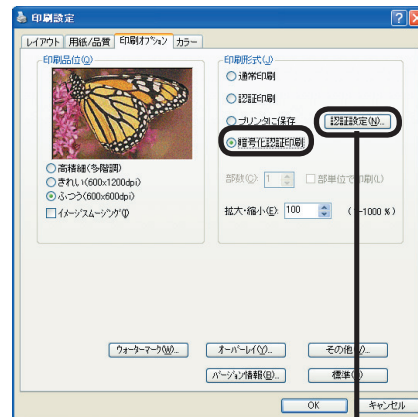 印刷設定
レイアウト 用紙/品質 印刷オプション カラー
印刷品位(Q)
高精細(多階調)
きれい(600x1200dpi)
ふつう(600x600dpi)
イメージスムージング(I)
印刷形式(J)
通常印刷
認証印刷
プリンタに保存 認証設定(N)...
暗号化認証印刷
部数(C): 1 部単位で印刷(L)
拡大・縮小(E): 100 -1000 %)
ウォーターマーク(W)... オーバーレイ(Y)... その他
バージョン情報(B)... 標準
OK キャンセル